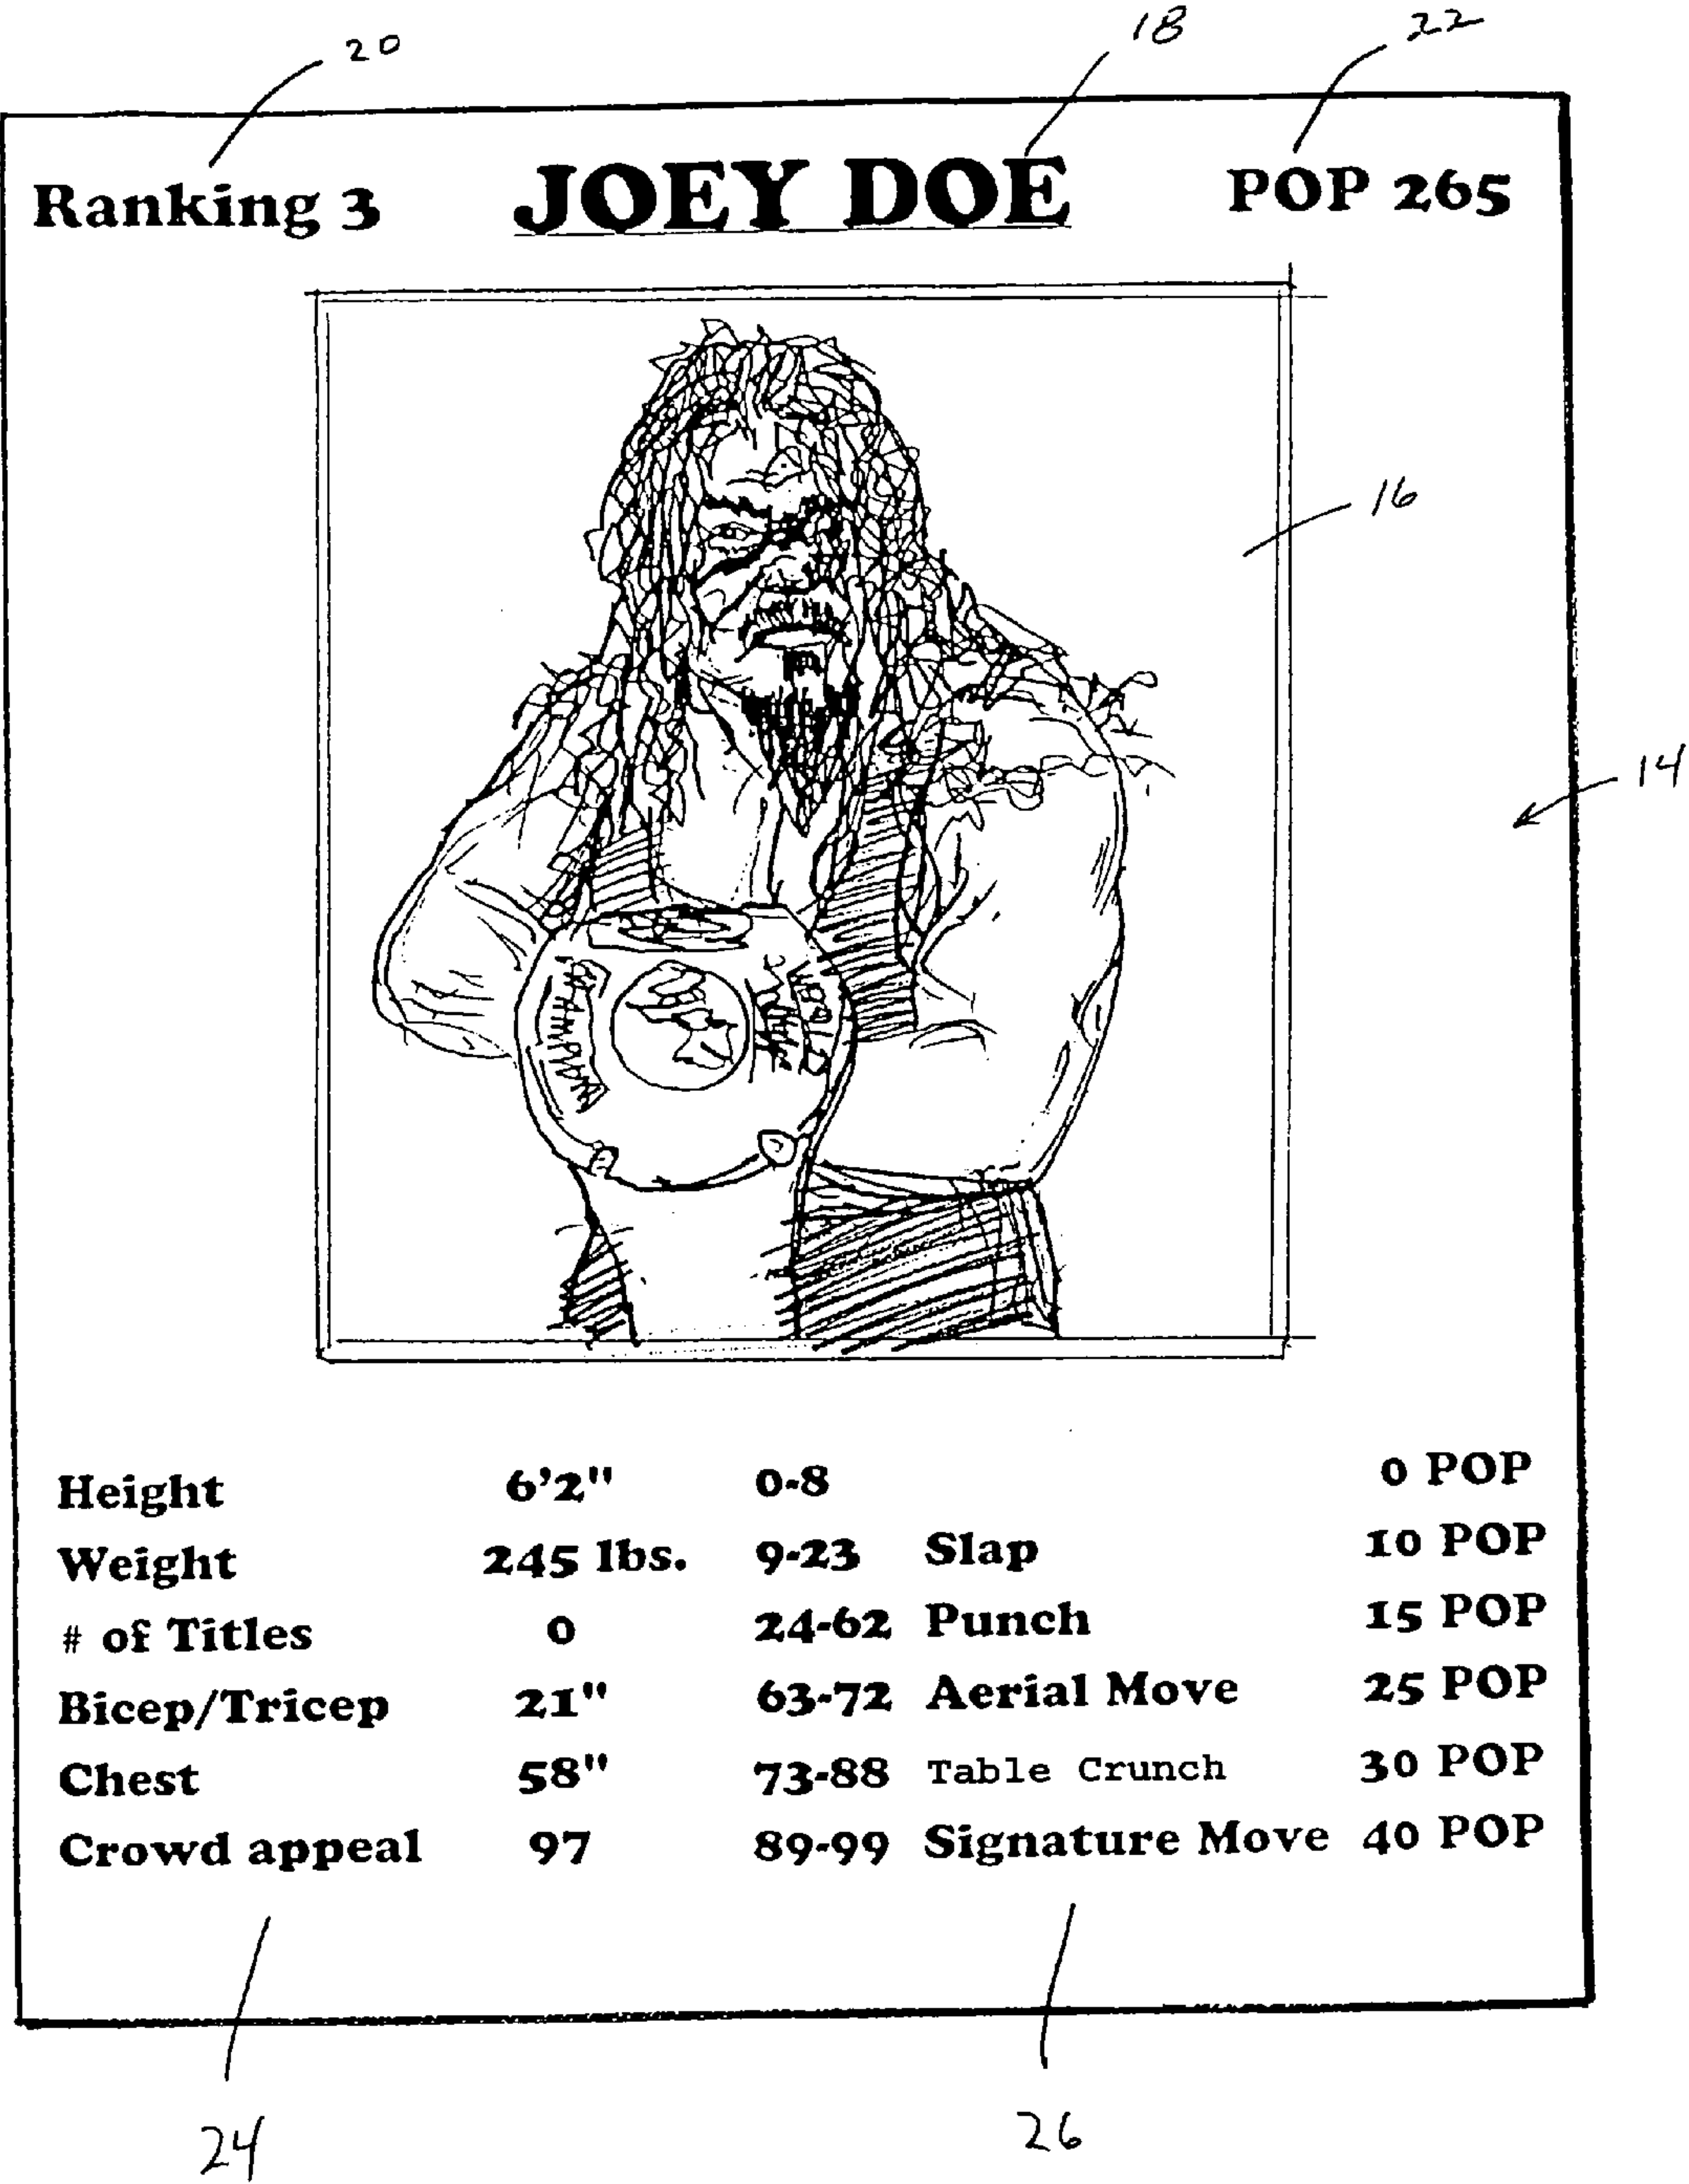 20 18 22
Ranking 3 JOEY DOE POP 265
16
14
Height 6'2" 0-8 0 POP
Weight 245 lbs. 9-23 Slap 10 POP
# of Titles 0 24-62 Punch 15 POP
Bicep/Tricep 21" 63-72 Aerial Move 25 POP
Chest 58" 73-88 Table Crunch 30 POP
Crowd appeal 97 89-99 Signature Move 40 POP
24 26